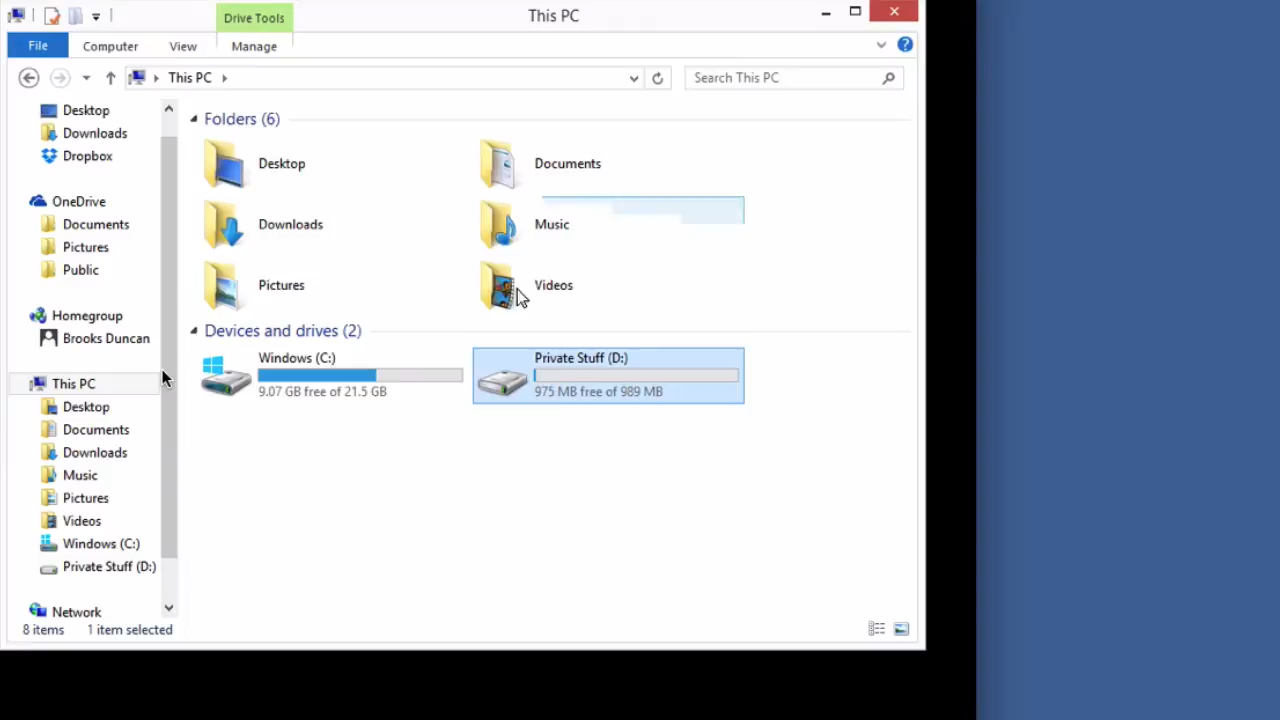 Drive Tools
This PC
File
Computer
View
Manage
This PC
Search This PC
Desktop
Downloads
Dropbox
OneDrive
Documents
Pictures
Public
Homegroup
Brooks Duncan
This PC
Desktop
Documents
Downloads
Music
Pictures
Videos
Windows (C:)
Private Stuff (D:)
Network
Folders (6)
Desktop
Documents
Downloads
Music
Pictures
Videos
Devices and drives (2)
Windows (C:)
9.07 GB free of 21.5 GB
Private Stuff (D:)
975 MB free of 989 MB
8 items
1 item selected